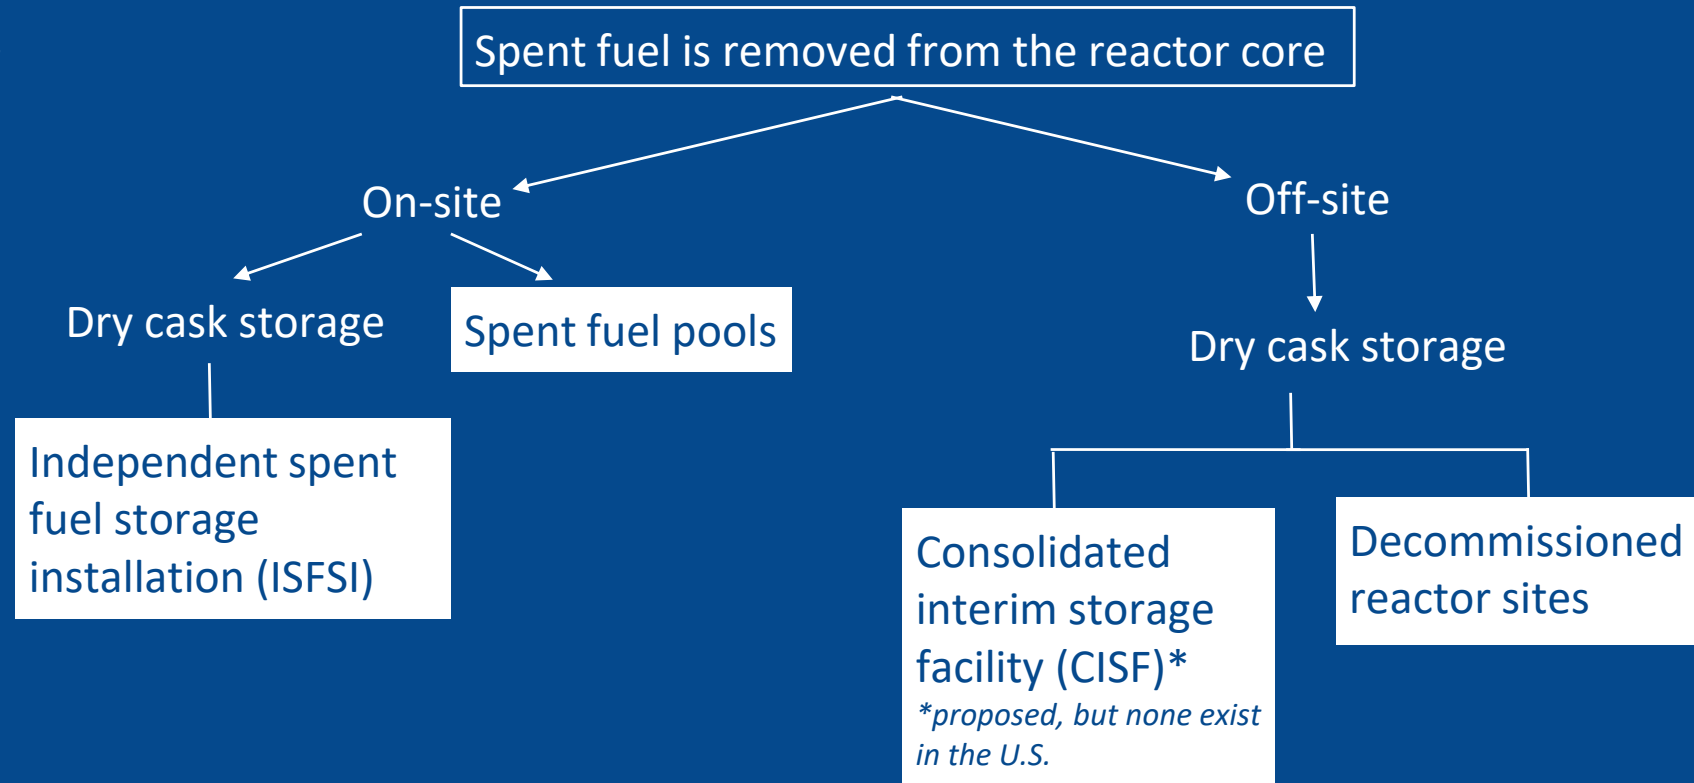 Spent fuel is removed from the reactor core
On-site
Off-site
Dry cask storage
Spent fuel pools
Dry cask storage
Independent spent
fuel storage
installation (ISFSI)
Consolidated
interim storage
facility (CISF)*
*proposed, but none exist
in the U.S.
Decommissioned
reactor sites